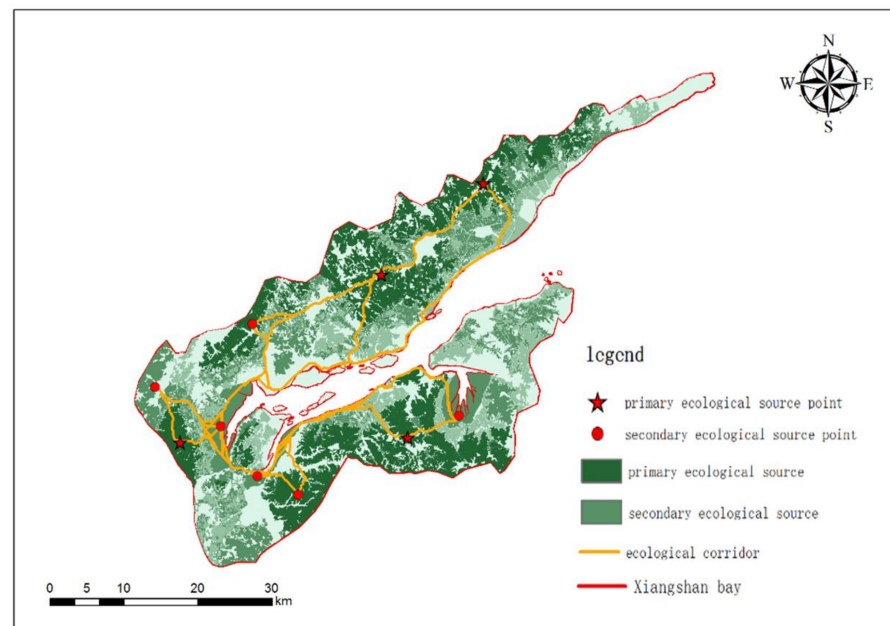 N
W E
S
legend
primary ecological source point
secondary ecological source point
primary ecological source
secondary ecological source
ecological corridor
Xiangshan bay
0 5 10 20 30
km